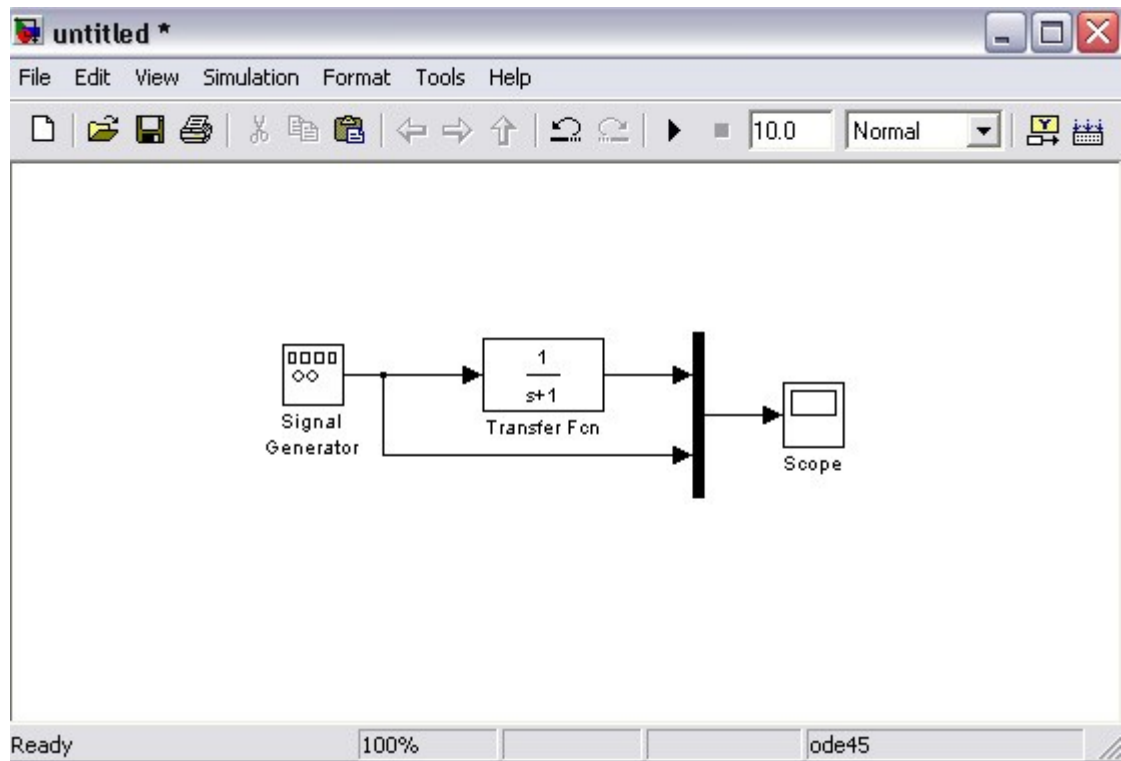 untitled *
File Edit View Simulation Format Tools Help
10.0 Normal
1
s+1
Signal
Generator
Transfer Fcn
Scope
Ready 100% ode45